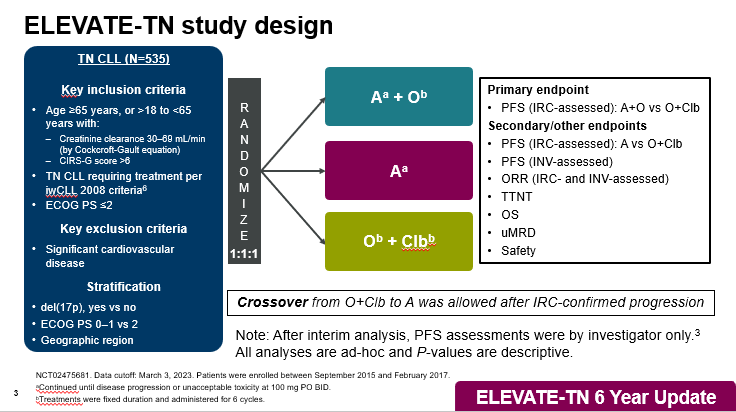 ELEVATE-TN study design
TN CLL (N=535)
Key inclusion criteria
• Age ≥65 years, or >18 to <65
years with:
– Creatinine clearance 30–69 mL/min
(by Cockcroft-Gault equation)
– CIRS-G score >6
• TN CLL requiring treatment per
iwCLL 2008 criteria6
• ECOG PS ≤2
Key exclusion criteria
• Significant cardiovascular
disease
Stratification
• del(17p), yes vs no
• ECOG PS 0–1 vs 2
• Geographic region
R
A
N
D
O
M
I
Z
E
1:1:1
Aa + Ob
Aa
Ob + Clbb
Primary endpoint
• PFS (IRC-assessed): A+O vs O+Clb
Secondary/other endpoints
• PFS (IRC-assessed): A vs O+Clb
• PFS (INV-assessed)
• ORR (IRC- and INV-assessed)
• TTNT
• OS
• uMRD
• Safety
Crossover from O+Clb to A was allowed after IRC-confirmed progression
Note: After interim analysis, PFS assessments were by investigator only.3
All analyses are ad-hoc and P-values are descriptive.
NCT02475681. Data cutoff: March 3, 2023. Patients were enrolled between September 2015 and February 2017.
aContinued until disease progression or unacceptable toxicity at 100 mg PO BID.
bTreatments were fixed duration and administered for 6 cycles.
3
ELEVATE-TN 6 Year Update